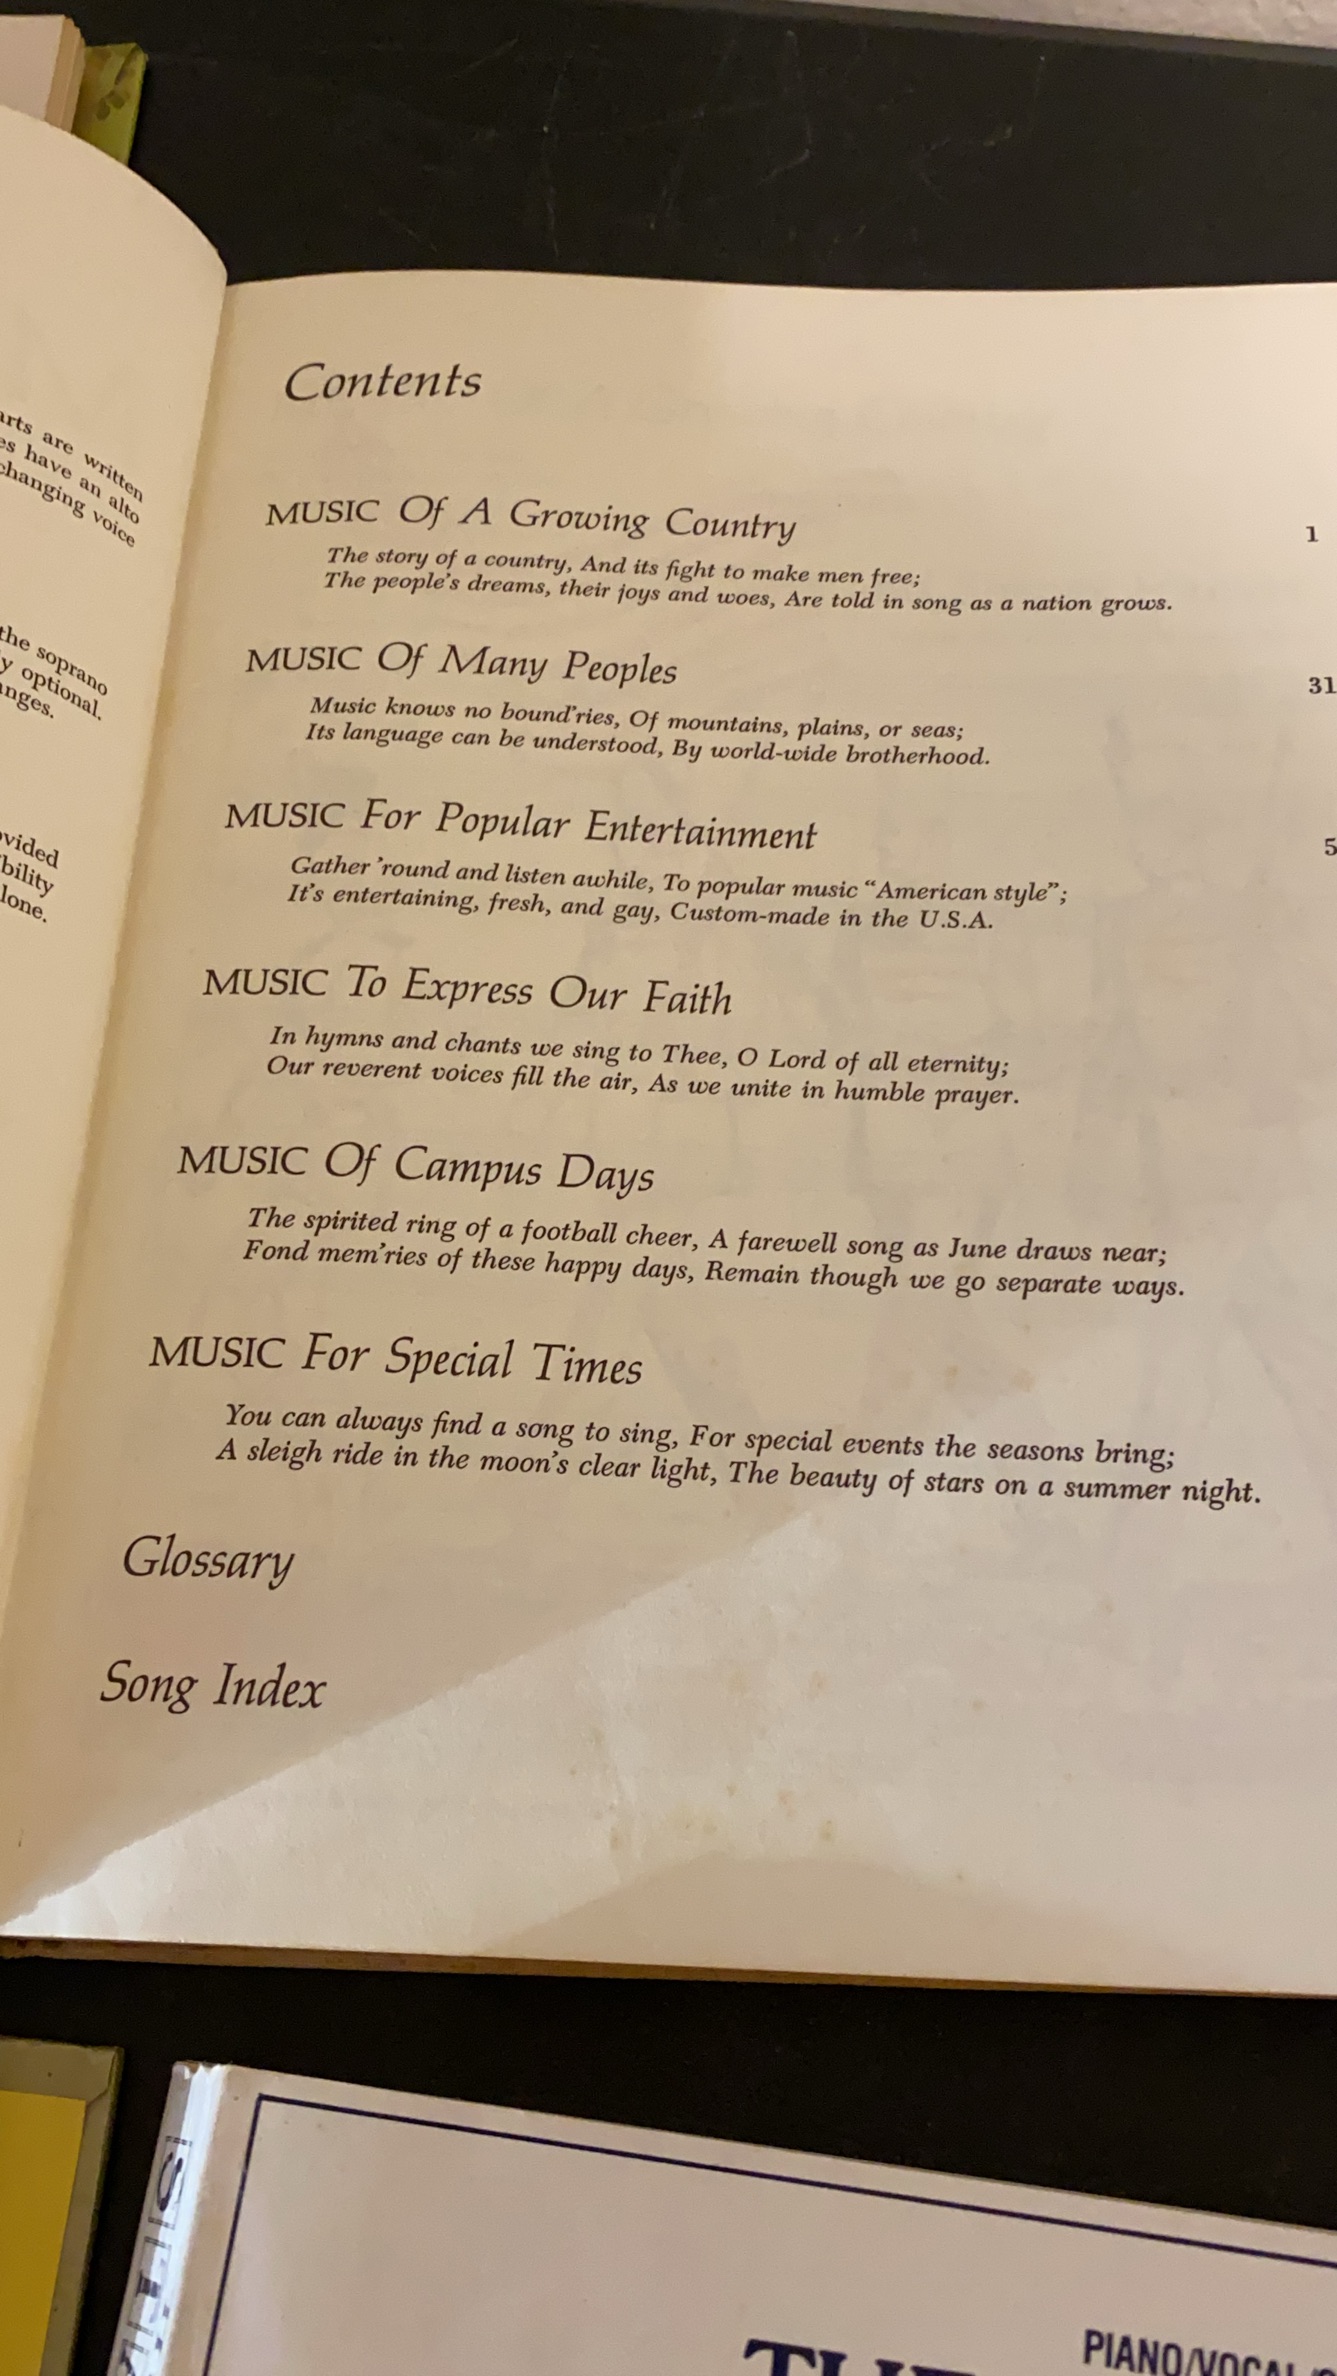 arts are written
es have an alto
changing voice
the soprano
y optional.
anges.
ovided
bility
lone.
Contents
MUSIC Of A Growing Country 1
The story of a country, And its fight to make men free;
The people's dreams, their joys and woes, Are told in song as a nation grows.
MUSIC Of Many Peoples 31
Music knows no bound'ries, Of mountains, plains, or seas;
Its language can be understood, By world-wide brotherhood.
MUSIC For Popular Entertainment 5
Gather 'round and listen awhile, To popular music “American style”;
It's entertaining, fresh, and gay, Custom-made in the U.S.A.
MUSIC To Express Our Faith
In hymns and chants we sing to Thee, O Lord of all eternity;
Our reverent voices fill the air, As we unite in humble prayer.
MUSIC Of Campus Days
The spirited ring of a football cheer, A farewell song as June draws near;
Fond mem'ries of these happy days, Remain though we go separate ways.
MUSIC For Special Times
You can always find a song to sing, For special events the seasons bring;
A sleigh ride in the moon's clear light, The beauty of stars on a summer night.
Glossary
Song Index
PIANO/VOCAL
THE